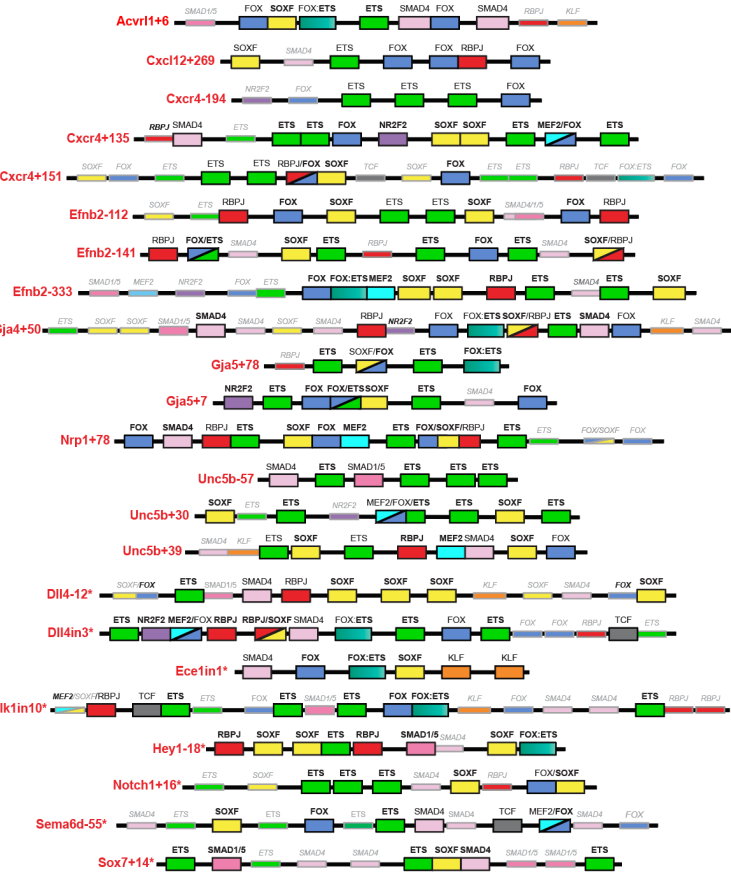 Acvrl1+6 SMAD1/5 FOX SOXF FOX:ETS ETS SMAD4 FOX SMAD4 RBPJ KLF
Cxcl12+269 SOXF SMAD4 ETS FOX FOX RBPJ FOX
Cxcr4-194 NR2F2 FOX ETS ETS ETS FOX
Cxcr4+135 RBPJ SMAD4 ETS ETS ETS FOX NR2F2 SOXF SOXF ETS MEF2/FOX ETS
Cxcr4+151 SOXF FOX ETS ETS ETS RBPJ/FOX SOXF TCF SOXF FOX ETS ETS RBPJ TCF FOX:ETS FOX
Efnb2-112 SOXF ETS RBPJ FOX SOXF ETS ETS SOXF SMAD4/1/5 FOX RBPJ
Efnb2-141 RBPJ FOX/ETS SMAD4 SOXF ETS RBPJ ETS FOX ETS SMAD4 SOXF/RBPJ
Efnb2-333 SMAD1/5 MEF2 NR2F2 FOX ETS FOX FOX:ETS MEF2 SOXF SOXF RBPJ ETS SMAD4 ETS SOXF
Gja4+50 ETS SOXF SOXF SMAD1/5 SMAD4 SMAD4 SOXF SMAD4 RBPJ NR2F2 FOX FOX:ETS SOXF/RBPJ ETS SMAD4 FOX KLF SMAD4
Gja5+78 RBPJ ETS SOXF/FOX ETS FOX:ETS
Gja5+7 NR2F2 ETS FOX FOX/ETS SOXF ETS SMAD4 FOX
Nrp1+78 FOX SMAD4 RBPJ ETS SOXF FOX MEF2 ETS FOX/SOXF/RBPJ ETS ETS FOX/SOXF FOX
Unc5b-57 SMAD4 ETS SMAD1/5 ETS ETS ETS
Unc5b+30 SOXF ETS ETS NR2F2 MEF2/FOX/ETS ETS SOXF ETS
Unc5b+39 SMAD4 KLF ETS SOXF ETS RBPJ MEF2 SMAD4 SOXF FOX
Dll4-12* SOXF/FOX ETS SMAD1/5 SMAD4 RBPJ SOXF SOXF SOXF KLF SOXF SMAD4 FOX SOXF
Dll4in3* ETS NR2F2 MEF2/FOX RBPJ RBPJ/SOXF SMAD4 FOX:ETS ETS FOX ETS FOX FOX RBPJ TCF ETS
Ece1in1* SMAD4 FOX FOX:ETS SOXF KLF KLF
lk1in10* MEF2/SOXF/RBPJ TCF ETS ETS FOX ETS SMAD1/5 ETS FOX FOX:ETS KLF FOX SMAD4 SMAD4 ETS RBPJ RBPJ
Hey1-18* RBPJ SOXF SOXF ETS RBPJ SMAD1/5 SMAD4 SOXF FOX:ETS
Notch1+16* ETS SOXF ETS ETS ETS SMAD4 SOXF RBPJ FOX/SOXF
Sema6d-55* SMAD4 ETS SOXF ETS FOX ETS ETS SMAD4 SMAD4 TCF MEF2/FOX SMAD4 FOX
Sox7+14* ETS SMAD1/5 ETS SMAD4 SMAD4 ETS SOXF SMAD4 SMAD1/5 SMAD1/5 ETS